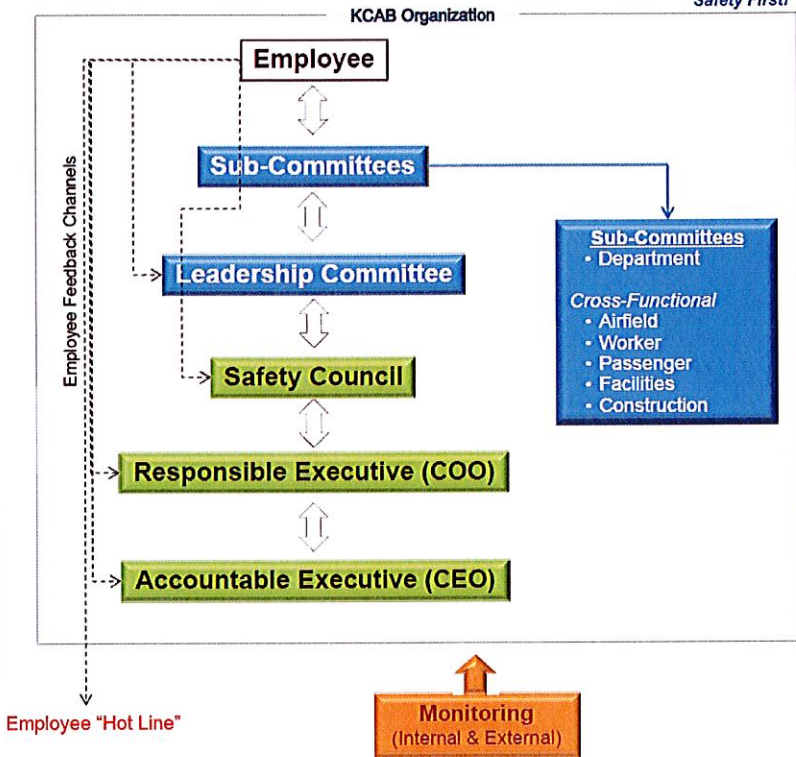 Safety First!
KCAB Organization
Employee
Sub-Committees
Leadership Committee
Safety Council
Responsible Executive (COO)
Accountable Executive (CEO)
Employee Feedback Channels
Sub-Committees
• Department
Cross-Functional
• Airfield
• Worker
• Passenger
• Facilities
• Construction
Employee "Hot Line"
Monitoring
(Internal & External)